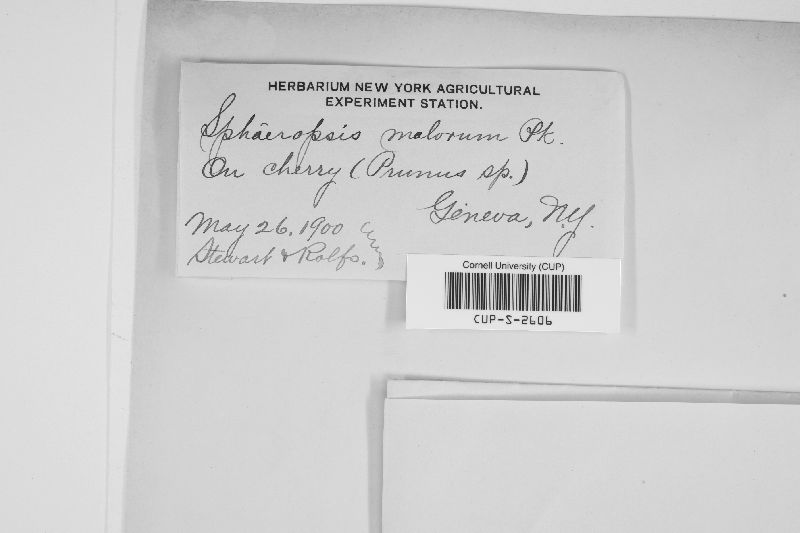 HERBARIUM NEW YORK AGRICULTURAL
EXPERIMENT STATION.
Sphaeropsis malorum Pk.
On cherry (Prunus sp.)
Geneva, N.Y.
May 26, 1900
Stewart & Rolfs.
Cornell University (CUP)
CUP-S-2606